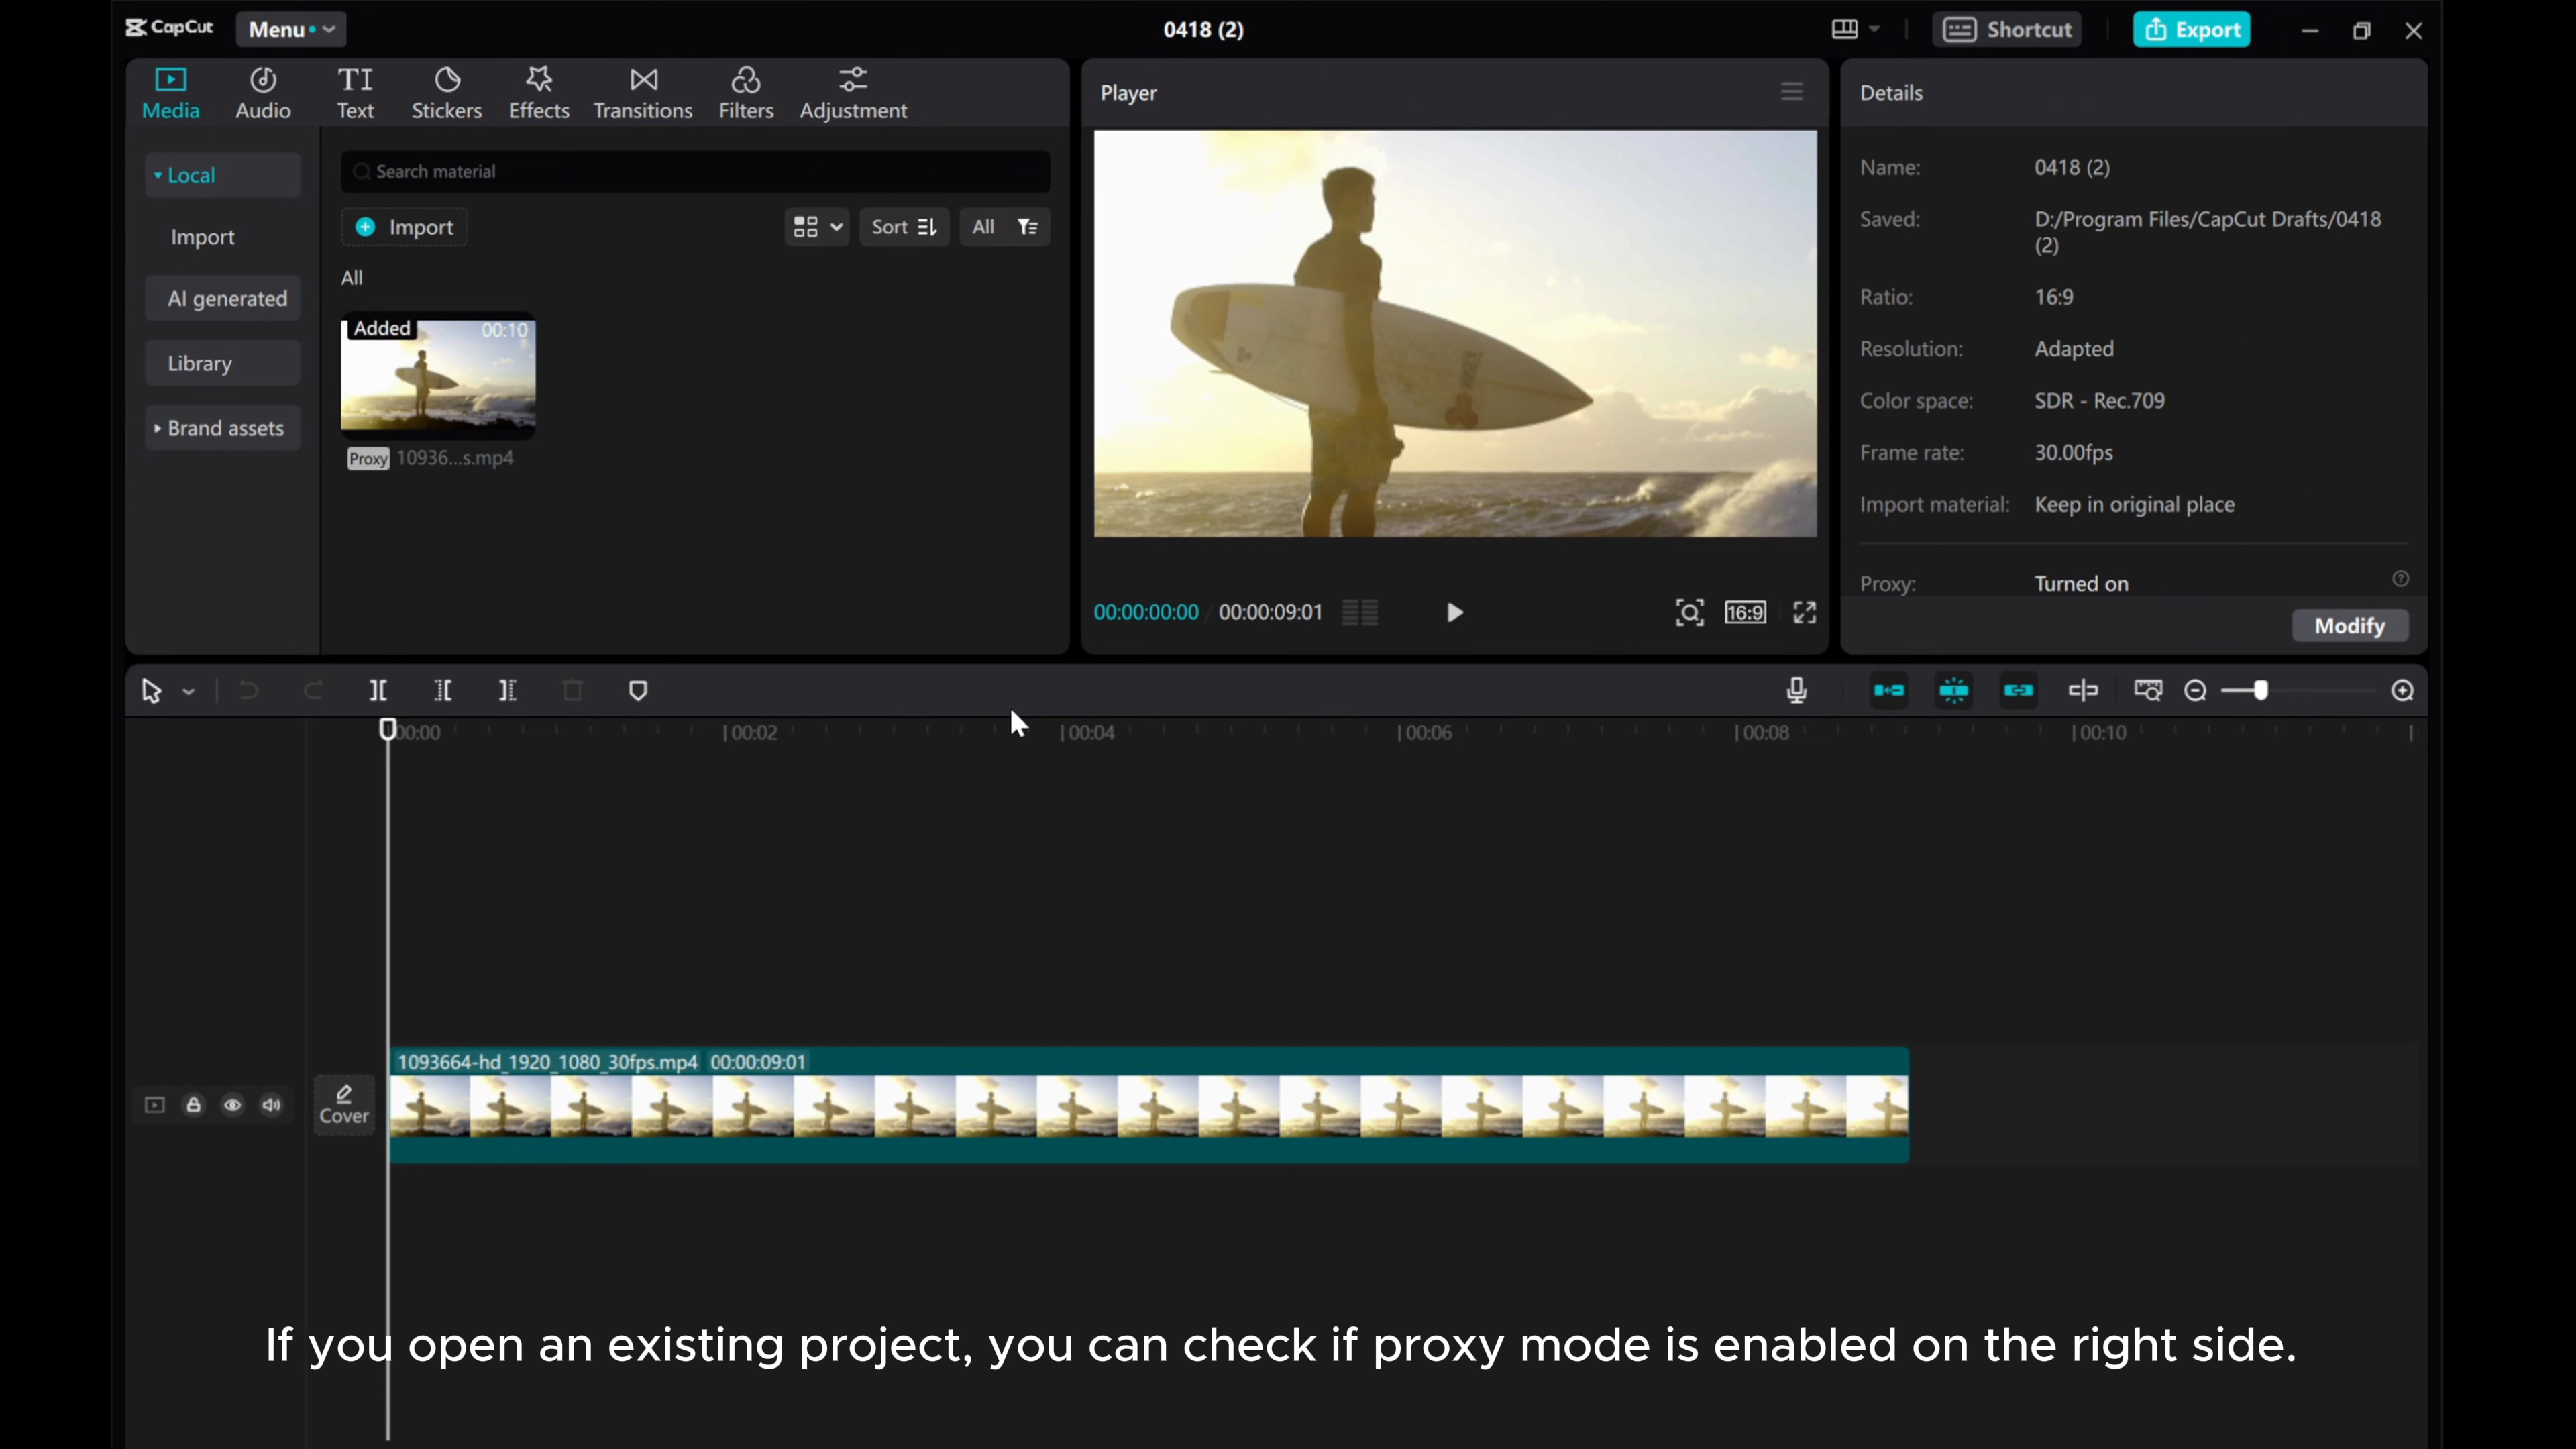 CapCut
Menu
0418 (2)
Shortcut
Export
Media
Audio
Text
Stickers
Effects
Transitions
Filters
Adjustment
Local
Import
AI generated
Library
Brand assets
Search material
Import
Sort
All
All
Added
00:10
Proxy 10936...s.mp4
Player
00:00:00:00 / 00:00:09:01
16:9
Details
Name: 0418 (2)
Saved: D:/Program Files/CapCut Drafts/0418
(2)
Ratio: 16:9
Resolution: Adapted
Color space: SDR - Rec.709
Frame rate: 30.00fps
Import material: Keep in original place
Proxy: Turned on
Modify
00:00
00:02
00:04
00:06
00:08
00:10
1093664-hd_1920_1080_30fps.mp4 00:00:09:01
Cover
If you open an existing project, you can check if proxy mode is enabled on the right side.